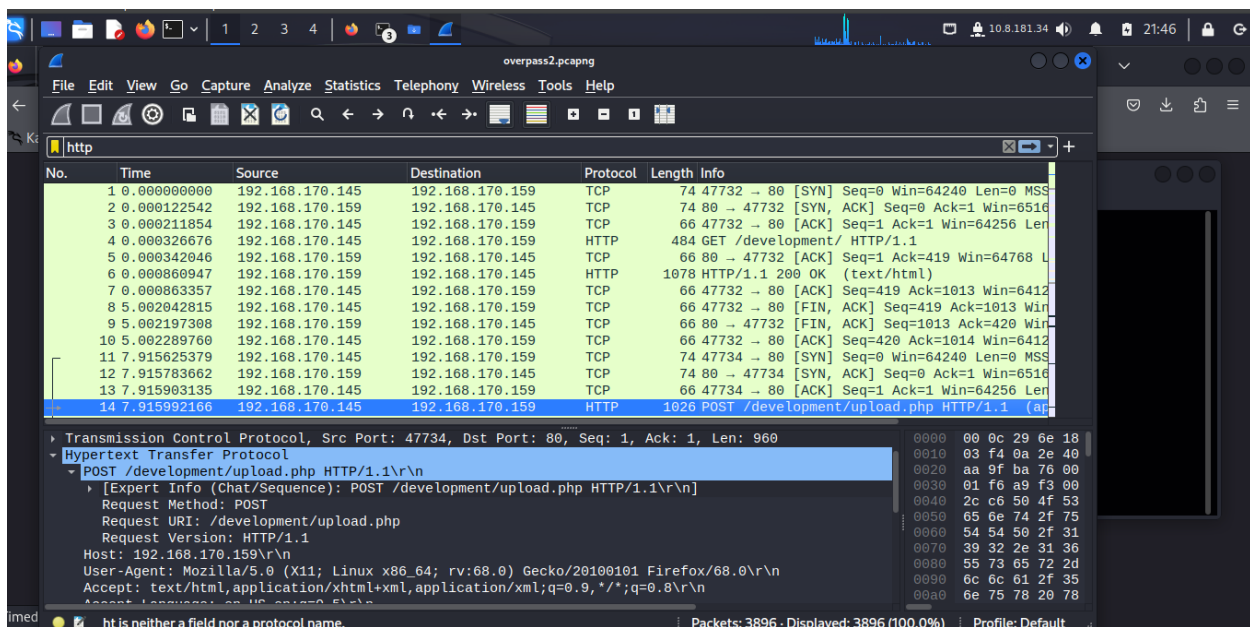 1 2 3 4 3 10.8.181.34 21:46
overpass2.pcapng
File Edit View Go Capture Analyze Statistics Telephony Wireless Tools Help
Ka
http
No. Time Source Destination Protocol Length Info
1 0.000000000 192.168.170.145 192.168.170.159 TCP 74 47732 → 80 [SYN] Seq=0 Win=64240 Len=0 MSS
2 0.000122542 192.168.170.159 192.168.170.145 TCP 74 80 → 47732 [SYN, ACK] Seq=0 Ack=1 Win=6516
3 0.000211854 192.168.170.145 192.168.170.159 TCP 66 47732 → 80 [ACK] Seq=1 Ack=1 Win=64256 Len
4 0.000326676 192.168.170.145 192.168.170.159 HTTP 484 GET /development/ HTTP/1.1
5 0.000342046 192.168.170.159 192.168.170.145 TCP 66 80 → 47732 [ACK] Seq=1 Ack=419 Win=64768 L
6 0.000860947 192.168.170.159 192.168.170.145 HTTP 1078 HTTP/1.1 200 OK (text/html)
7 0.000863357 192.168.170.145 192.168.170.159 TCP 66 47732 → 80 [ACK] Seq=419 Ack=1013 Win=6412
8 5.002042815 192.168.170.145 192.168.170.159 TCP 66 47732 → 80 [FIN, ACK] Seq=419 Ack=1013 Win
9 5.002197308 192.168.170.159 192.168.170.145 TCP 66 80 → 47732 [FIN, ACK] Seq=1013 Ack=420 Win
10 5.002289760 192.168.170.145 192.168.170.159 TCP 66 47732 → 80 [ACK] Seq=420 Ack=1014 Win=6412
11 7.915625379 192.168.170.145 192.168.170.159 TCP 74 47734 → 80 [SYN] Seq=0 Win=64240 Len=0 MSS
12 7.915783662 192.168.170.159 192.168.170.145 TCP 74 80 → 47734 [SYN, ACK] Seq=0 Ack=1 Win=6516
13 7.915903135 192.168.170.145 192.168.170.159 TCP 66 47734 → 80 [ACK] Seq=1 Ack=1 Win=64256 Len
14 7.915992166 192.168.170.145 192.168.170.159 HTTP 1026 POST /development/upload.php HTTP/1.1 (ap
Transmission Control Protocol, Src Port: 47734, Dst Port: 80, Seq: 1, Ack: 1, Len: 960
Hypertext Transfer Protocol
POST /development/upload.php HTTP/1.1\r\n
[Expert Info (Chat/Sequence): POST /development/upload.php HTTP/1.1\r\n]
Request Method: POST
Request URI: /development/upload.php
Request Version: HTTP/1.1
Host: 192.168.170.159\r\n
User-Agent: Mozilla/5.0 (X11; Linux x86_64; rv:68.0) Gecko/20100101 Firefox/68.0\r\n
Accept: text/html,application/xhtml+xml,application/xml;q=0.9,*/*;q=0.8\r\n
Accept-Language: en-US,en;q=0.5\r\n
0000 00 0c 29 6e 18
0010 03 f4 0a 2e 40
0020 aa 9f ba 76 00
0030 01 f6 a9 f3 00
0040 2c c6 50 4f 53
0050 65 6e 74 2f 75
0060 54 54 50 2f 31
0070 39 32 2e 31 36
0080 55 73 65 72 2d
0090 6c 6c 61 2f 35
00a0 6e 75 78 20 78
imed
ht is neither a field nor a protocol name. Packets: 3896 · Displayed: 3896 (100.0%) Profile: Default